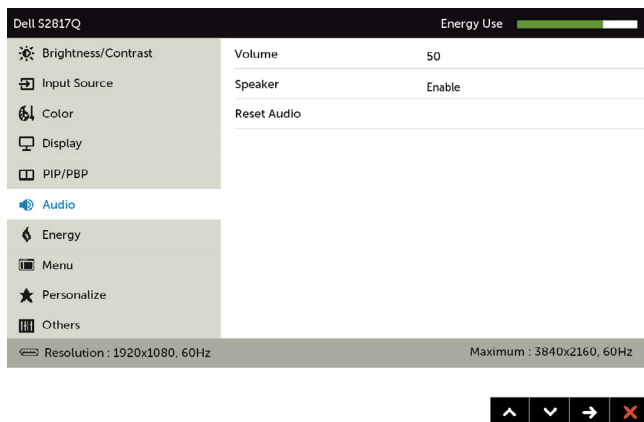 Dell S2817Q Energy Use
Brightness/Contrast Volume 50
Input Source Speaker Enable
Color Reset Audio
Display
PIP/PBP
Audio
Energy
Menu
Personalize
Others
Resolution : 1920x1080, 60Hz Maximum : 3840x2160, 60Hz